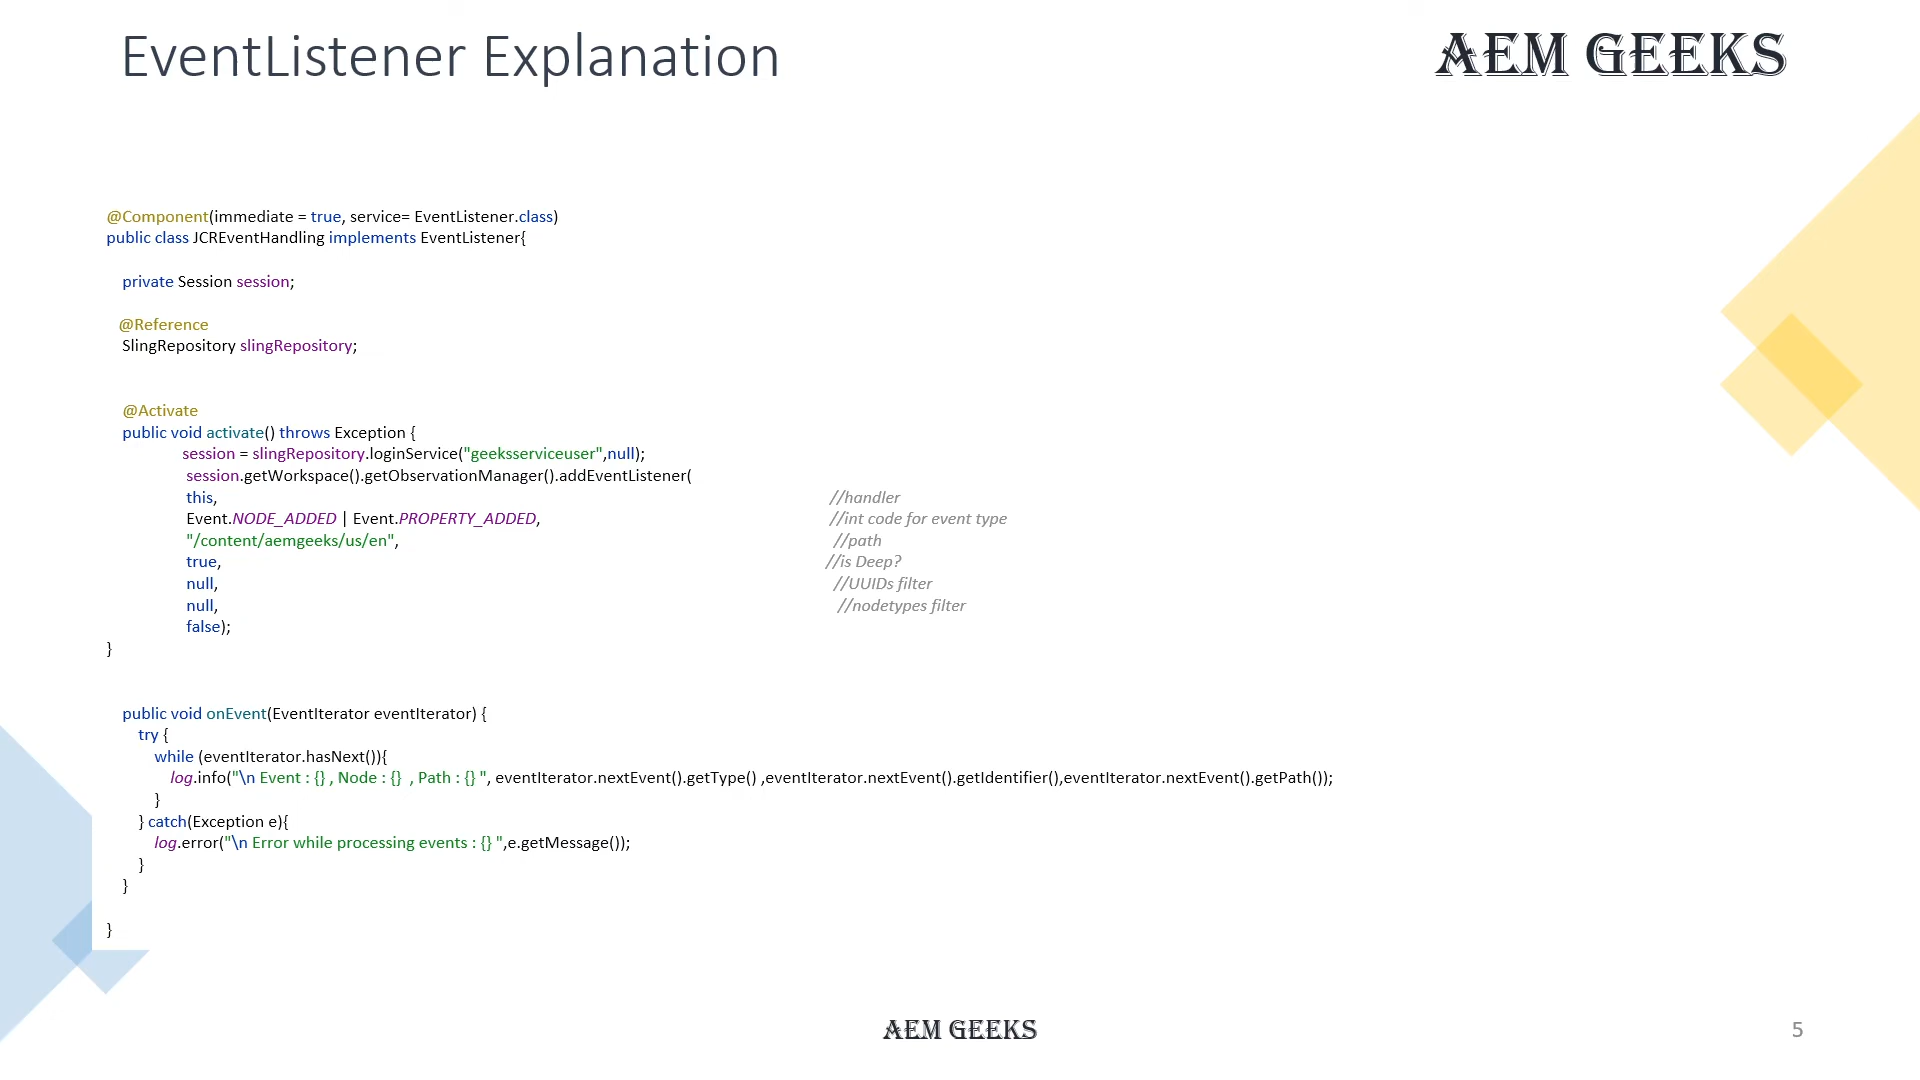 EventListener Explanation
AEM GEEKS
@Component(immediate = true, service= EventListener.class)
public class JCREventHandling implements EventListener{
private Session session;
@Reference
SlingRepository slingRepository;
@Activate
public void activate() throws Exception {
session = slingRepository.loginService("geeksserviceuser",null);
session.getWorkspace().getObservationManager().addEventListener(
this, //handler
Event.NODE_ADDED | Event.PROPERTY_ADDED, //int code for event type
"/content/aemgeeks/us/en", //path
true, //is Deep?
null, //UUIDs filter
null, //nodetypes filter
false);
}
public void onEvent(EventIterator eventIterator) {
try {
while (eventIterator.hasNext()){
log.info("\n Event : {} , Node : {}  , Path : {} ", eventIterator.nextEvent().getType() ,eventIterator.nextEvent().getIdentifier(),eventIterator.nextEvent().getPath());
}
} catch(Exception e){
log.error("\n Error while processing events : {} ",e.getMessage());
}
}
}
AEM GEEKS
5